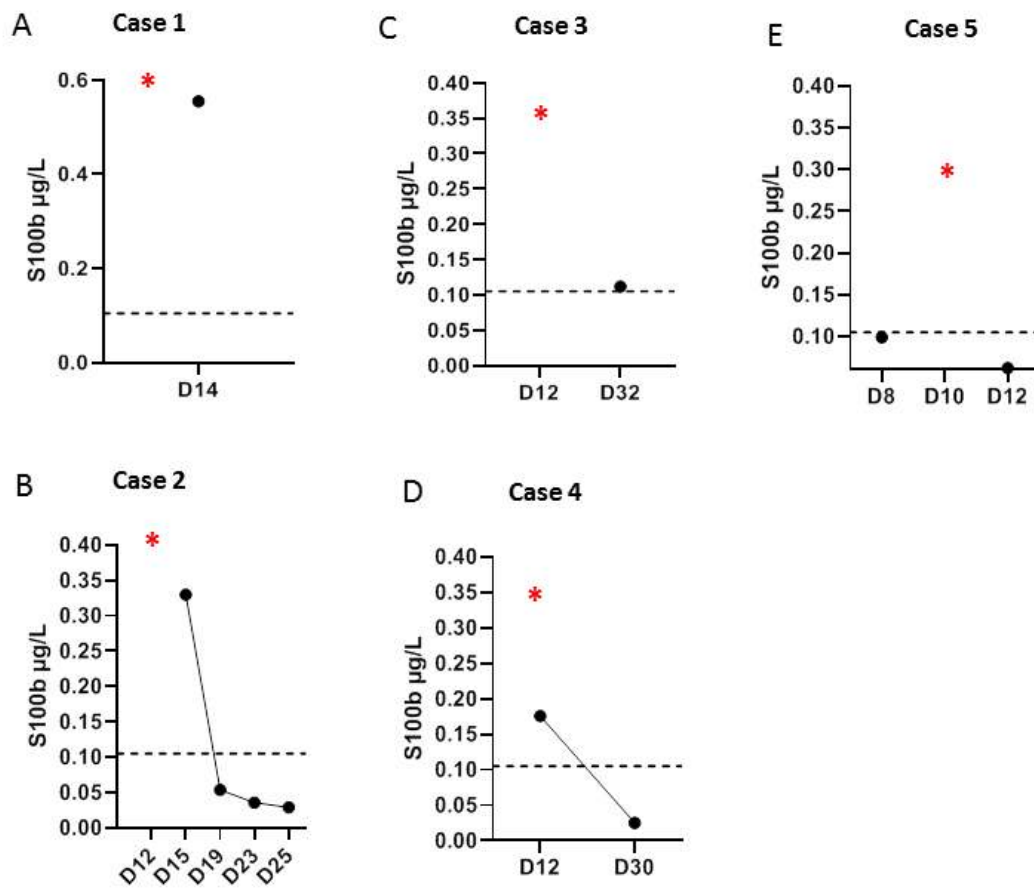 A
Case 1
S100b µg/L
0.6
0.4
0.2
0.0
D14
C
Case 3
S100b µg/L
0.40
0.35
0.30
0.25
0.20
0.15
0.10
0.05
0.00
D12 D32
E
Case 5
S100b µg/L
0.40
0.35
0.30
0.25
0.20
0.15
0.10
D8 D10 D12
B
Case 2
S100b µg/L
0.40
0.35
0.30
0.25
0.20
0.15
0.10
0.05
0.00
D12 D15 D19 D23 D25
D
Case 4
S100b µg/L
0.40
0.35
0.30
0.25
0.20
0.15
0.10
0.05
0.00
D12 D30